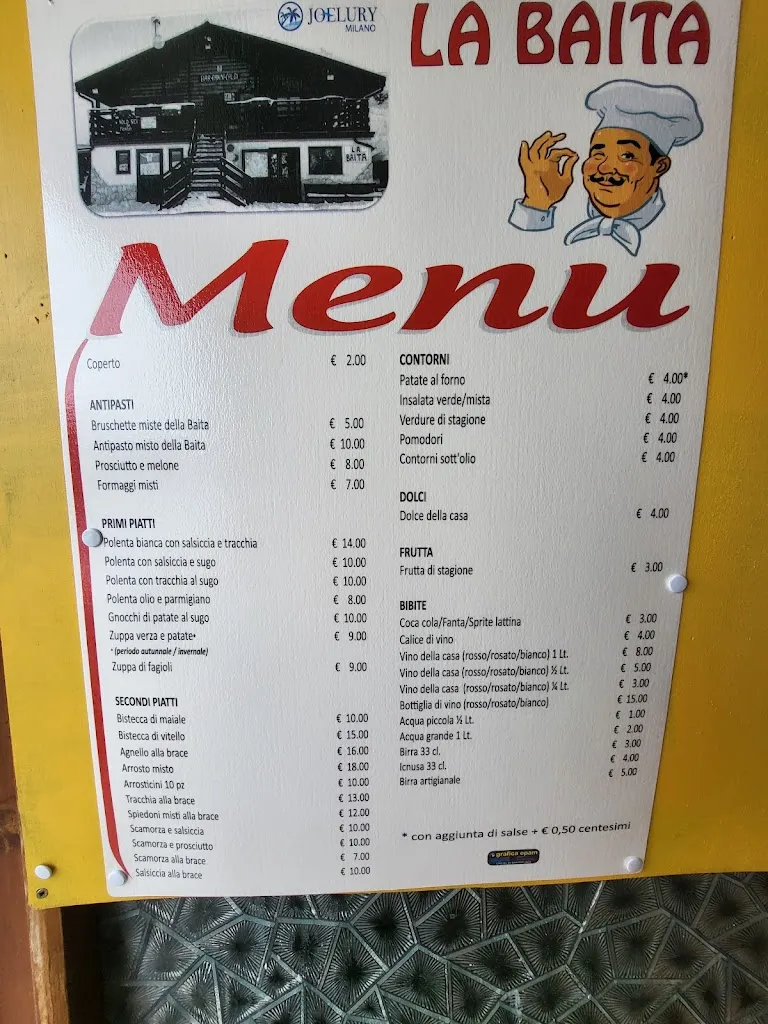 JOELURY
MILANO
LA BAITA
LA
BAITA
Menu
Coperto € 2.00
ANTIPASTI
Bruschette miste della Baita € 5.00
Antipasto misto della Baita € 10.00
Prosciutto e melone € 8.00
Formaggi misti € 7.00
PRIMI PIATTI
Polenta bianca con salsiccia e tracchia € 14.00
Polenta con salsiccia e sugo € 10.00
Polenta con tracchia al sugo € 10.00
Polenta olio e parmigiano € 8.00
Gnocchi di patate al sugo € 10.00
Zuppa verza e patate* € 9.00
*(periodo autunnale / invernale)
Zuppa di fagioli € 9.00
SECONDI PIATTI
Bistecca di maiale € 10.00
Bistecca di vitello € 15.00
Agnello alla brace € 16.00
Arrosto misto € 18.00
Arrosticini 10 pz € 10.00
Tracchia alla brace € 13.00
Spiedoni misti alla brace € 12.00
Scamorza e salsiccia € 10.00
Scamorza e prosciutto € 10.00
Scamorza alla brace € 7.00
Salsiccia alla brace € 10.00
CONTORNI
Patate al forno € 4.00*
Insalata verde/mista € 4.00
Verdure di stagione € 4.00
Pomodori € 4.00
Contorni sott'olio € 4.00
DOLCI
Dolce della casa € 4.00
FRUTTA
Frutta di stagione € 3.00
BIBITE
Coca cola/Fanta/Sprite lattina € 3.00
Calice di vino € 4.00
Vino della casa (rosso/rosato/bianco) 1 Lt. € 8.00
Vino della casa (rosso/rosato/bianco) ½ Lt. € 5.00
Vino della casa (rosso/rosato/bianco) ¼ Lt. € 3.00
Bottiglia di vino (rosso/rosato/bianco) € 15.00
Acqua piccola ½ Lt. € 1.00
Acqua grande 1 Lt. € 2.00
Birra 33 cl. € 3.00
Icnusa 33 cl. € 4.00
Birra artigianale € 5.00
* con aggiunta di salse + € 0,50 centesimi
grafica epam